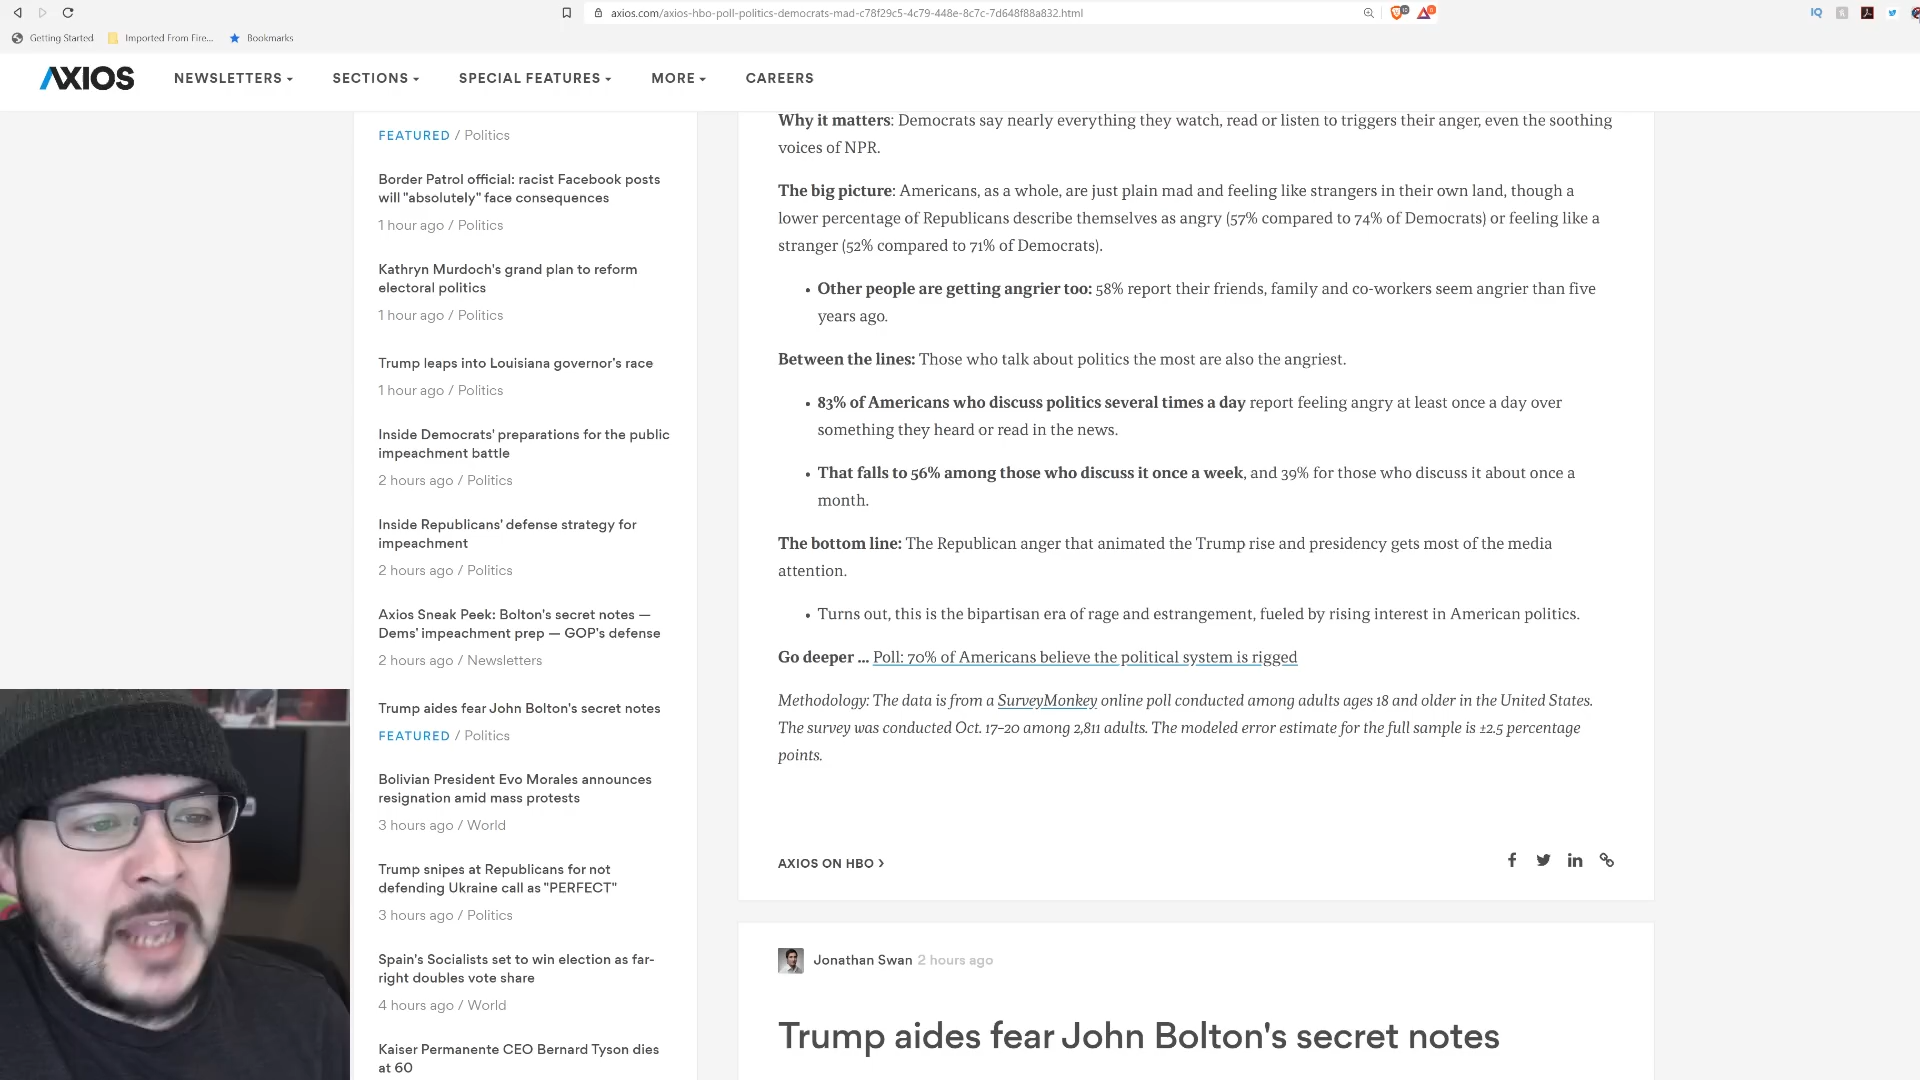 axios.com/axios-hbo-poll-politics-democrats-mad-c78f29c5-4c79-448e-8c7c-7d648f88a832.html
IQ
Getting Started
Imported From Fire...
Bookmarks
AXIOS
NEWSLETTERS
SECTIONS
SPECIAL FEATURES
MORE
CAREERS
FEATURED / Politics
Border Patrol official: racist Facebook posts
will "absolutely" face consequences
1 hour ago / Politics
Kathryn Murdoch's grand plan to reform
electoral politics
1 hour ago / Politics
Trump leaps into Louisiana governor's race
1 hour ago / Politics
Inside Democrats' preparations for the public
impeachment battle
2 hours ago / Politics
Inside Republicans' defense strategy for
impeachment
2 hours ago / Politics
Axios Sneak Peek: Bolton's secret notes —
Dems' impeachment prep — GOP's defense
2 hours ago / Newsletters
Trump aides fear John Bolton's secret notes
FEATURED / Politics
Bolivian President Evo Morales announces
resignation amid mass protests
3 hours ago / World
Trump snipes at Republicans for not
defending Ukraine call as "PERFECT"
3 hours ago / Politics
Spain's Socialists set to win election as far-
right doubles vote share
4 hours ago / World
Kaiser Permanente CEO Bernard Tyson dies
at 60
Why it matters: Democrats say nearly everything they watch, read or listen to triggers their anger, even the soothing
voices of NPR.
The big picture: Americans, as a whole, are just plain mad and feeling like strangers in their own land, though a
lower percentage of Republicans describe themselves as angry (57% compared to 74% of Democrats) or feeling like a
stranger (52% compared to 71% of Democrats).
• Other people are getting angrier too: 58% report their friends, family and co-workers seem angrier than five
years ago.
Between the lines: Those who talk about politics the most are also the angriest.
• 83% of Americans who discuss politics several times a day report feeling angry at least once a day over
something they heard or read in the news.
• That falls to 56% among those who discuss it once a week, and 39% for those who discuss it about once a
month.
The bottom line: The Republican anger that animated the Trump rise and presidency gets most of the media
attention.
• Turns out, this is the bipartisan era of rage and estrangement, fueled by rising interest in American politics.
Go deeper ... Poll: 70% of Americans believe the political system is rigged
Methodology: The data is from a SurveyMonkey online poll conducted among adults ages 18 and older in the United States.
The survey was conducted Oct. 17–20 among 2,811 adults. The modeled error estimate for the full sample is ±2.5 percentage
points.
AXIOS ON HBO >
Jonathan Swan 2 hours ago
Trump aides fear John Bolton's secret notes